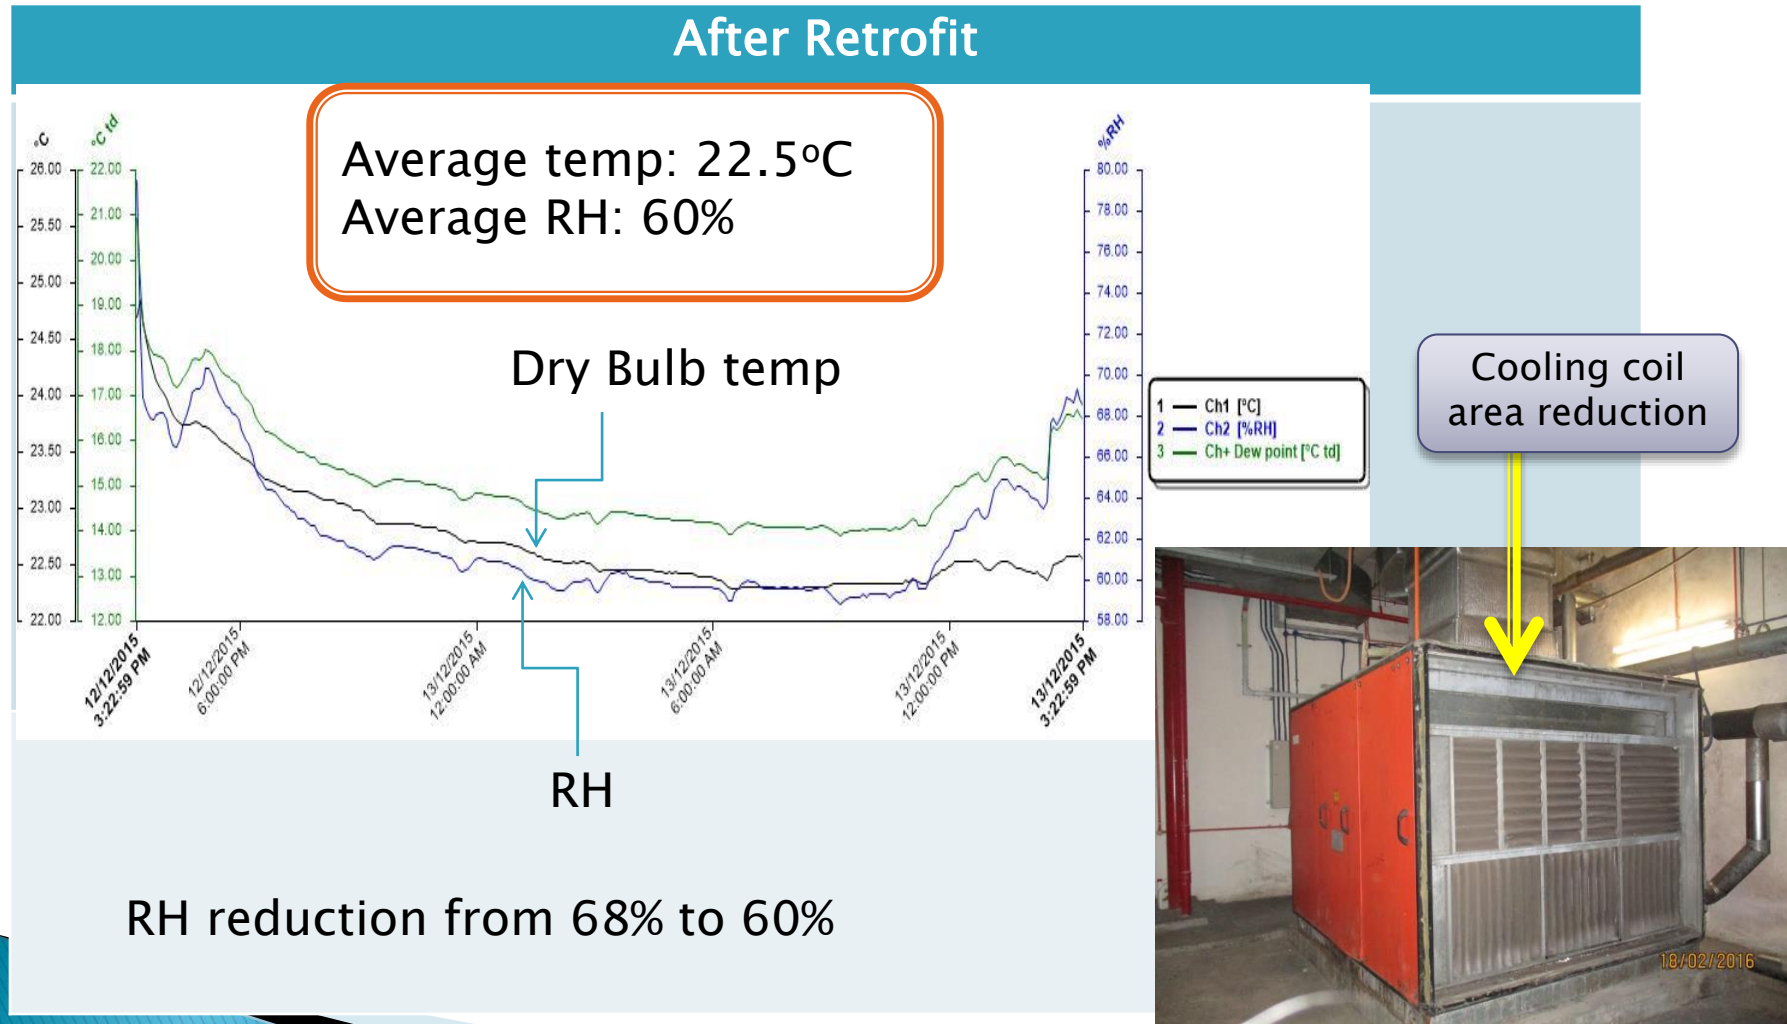 After Retrofit
Average temp: 22.5ºC
Average RH: 60%
°C
°C td
%RH
26.00
25.50
25.00
24.50
24.00
23.50
23.00
22.50
22.00
22.00
21.00
20.00
19.00
18.00
17.00
16.00
15.00
14.00
13.00
12.00
80.00
78.00
76.00
74.00
72.00
70.00
68.00
66.00
64.00
62.00
60.00
58.00
Dry Bulb temp
1 Ch1 [°C]
2 Ch2 [%RH]
3 Ch+ Dew point [°C td]
Cooling coil
area reduction
12/12/2015
3:22:59 PM
12/12/2015
6:00:00 PM
13/12/2015
12:00:00 AM
13/12/2015
6:00:00 AM
13/12/2015
12:00:00 PM
13/12/2015
3:22:59 PM
RH
RH reduction from 68% to 60%
18/02/2016